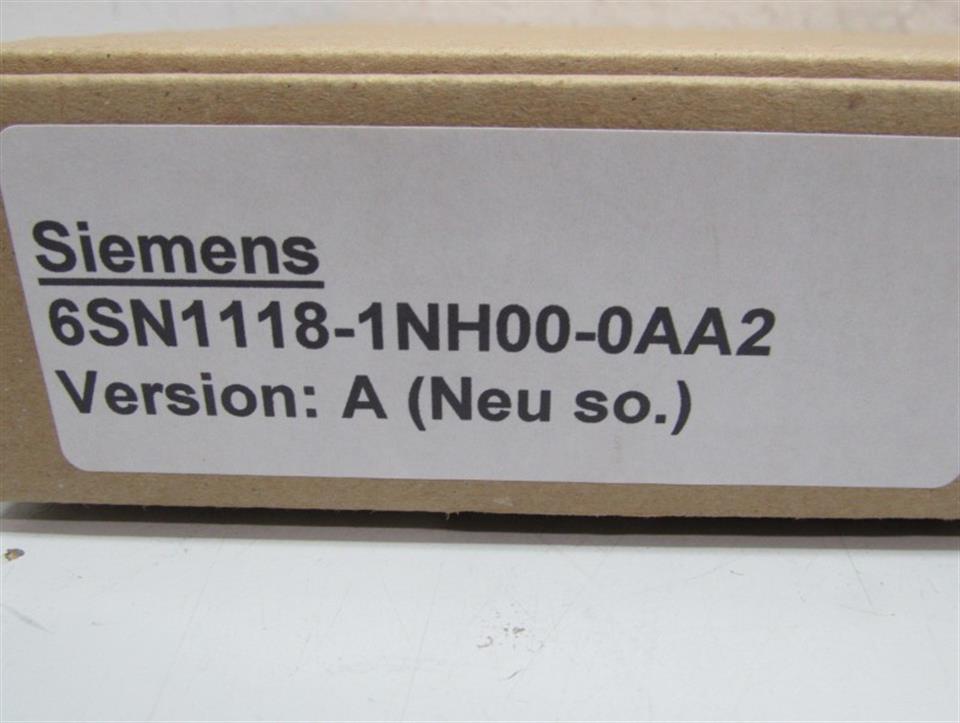 Siemens
6SN1118-1NH00-0AA2
Version: A (Neu so.)